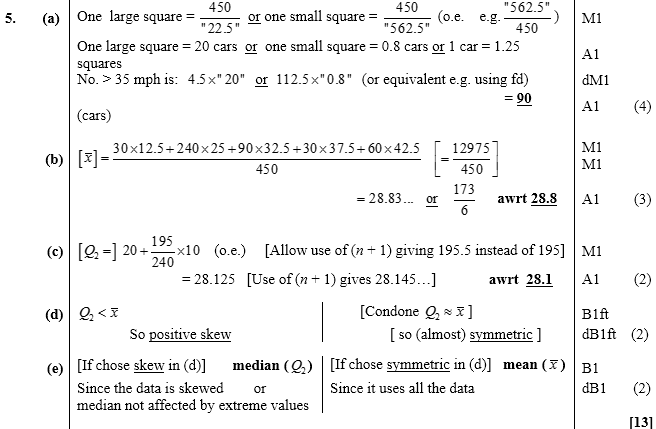 5. (a) One large square = 450/"22.5" or one small square = 450/"562.5" (o.e. e.g. "562.5"/450) M1
One large square = 20 cars or one small square = 0.8 cars or 1 car = 1.25
squares A1
No. > 35 mph is: 4.5×"20" or 112.5×"0.8" (or equivalent e.g. using fd) dM1
= 90
(cars) A1 (4)
(b) [x̄] = (30×12.5+240×25+90×32.5+30×37.5+60×42.5)/450 [= 12975/450] M1
M1
= 28.83... or 173/6 awrt 28.8 A1 (3)
(c) [Q₂ =] 20 + 195/240 ×10 (o.e.) [Allow use of (n + 1) giving 195.5 instead of 195] M1
= 28.125 [Use of (n + 1) gives 28.145…] awrt 28.1 A1 (2)
(d) Q₂ < x̄ [Condone Q₂ ≈ x̄ ] B1ft
So positive skew [ so (almost) symmetric ] dB1ft (2)
(e) [If chose skew in (d)] median (Q₂) [If chose symmetric in (d)] mean (x̄) B1
Since the data is skewed or Since it uses all the data dB1 (2)
median not affected by extreme values
[13]